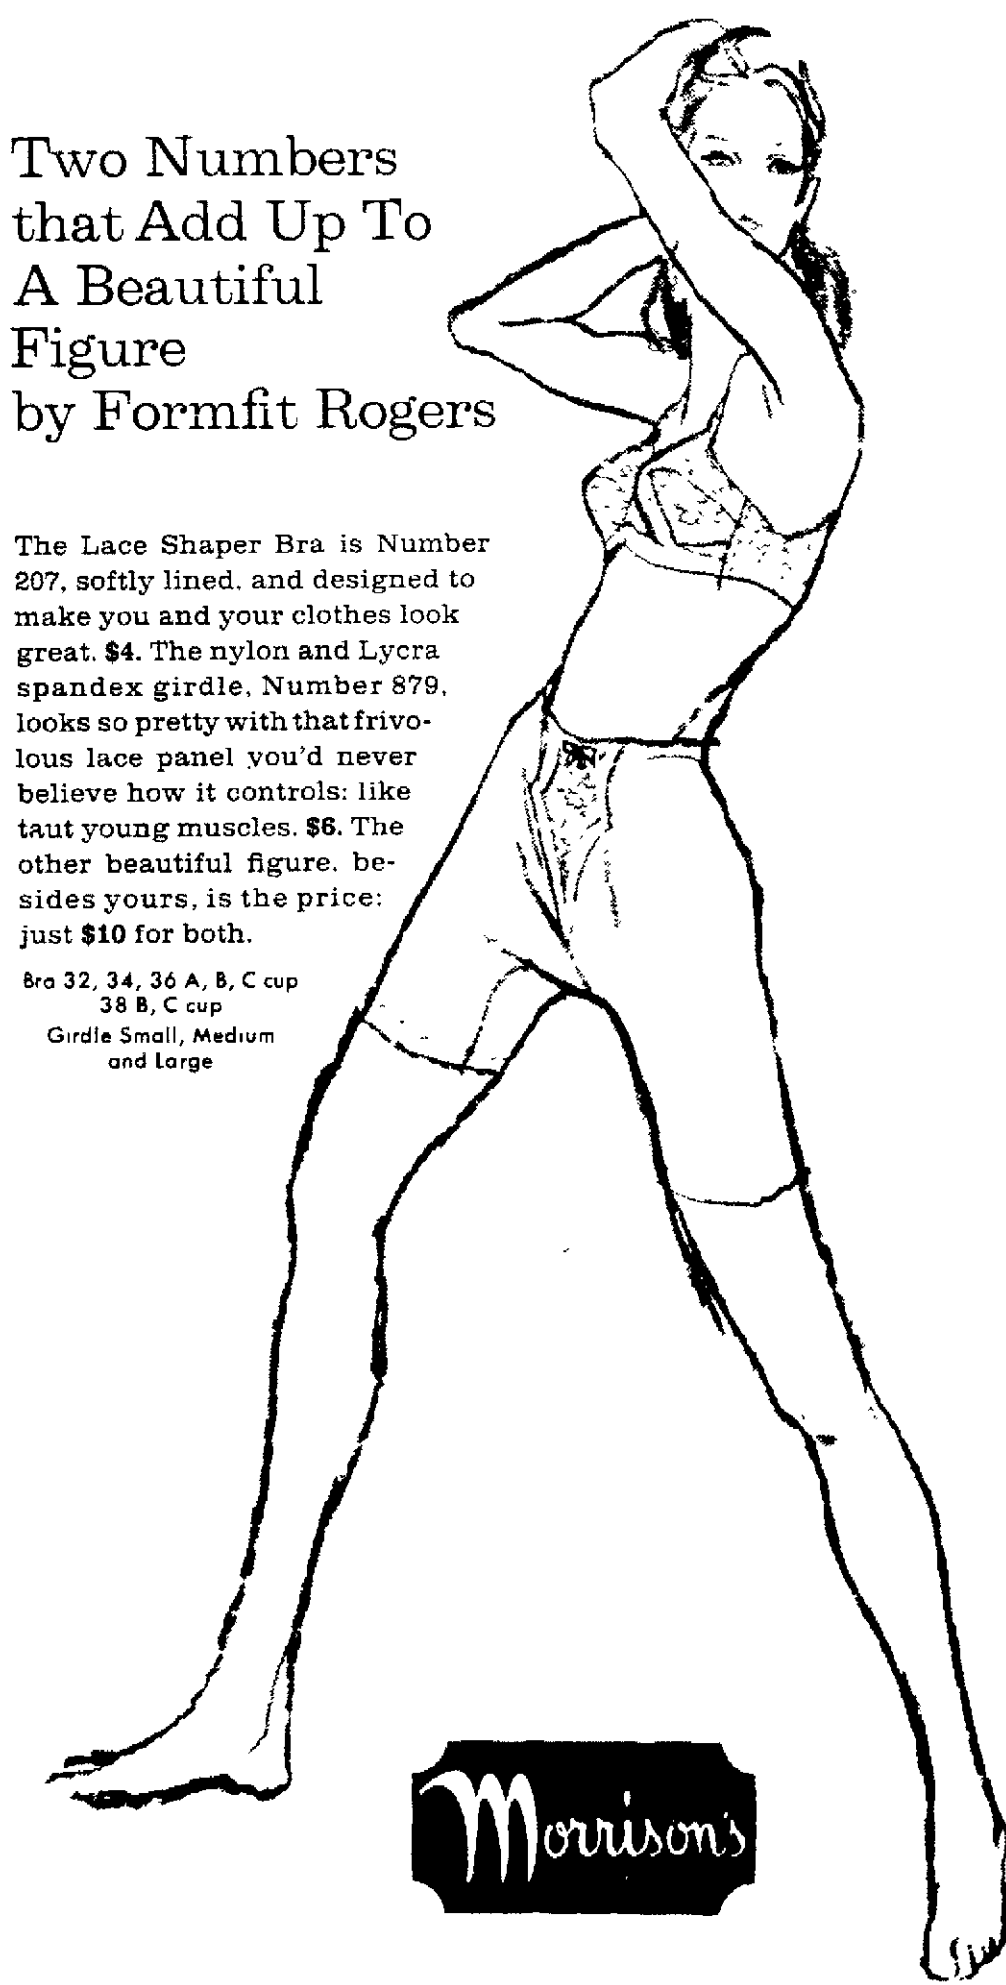 Two Numbers
that Add Up To
A Beautiful
Figure
by Formfit Rogers
The Lace Shaper Bra is Number
207, softly lined, and designed to
make you and your clothes look
great. $4. The nylon and Lycra
spandex girdle, Number 879,
looks so pretty with that frivo-
lous lace panel you'd never
believe how it controls: like
taut young muscles. $6. The
other beautiful figure, be-
sides yours, is the price:
just $10 for both.
Bra 32, 34, 36 A, B, C cup
38 B, C cup
Girdle Small, Medium
and Large
Morrison's